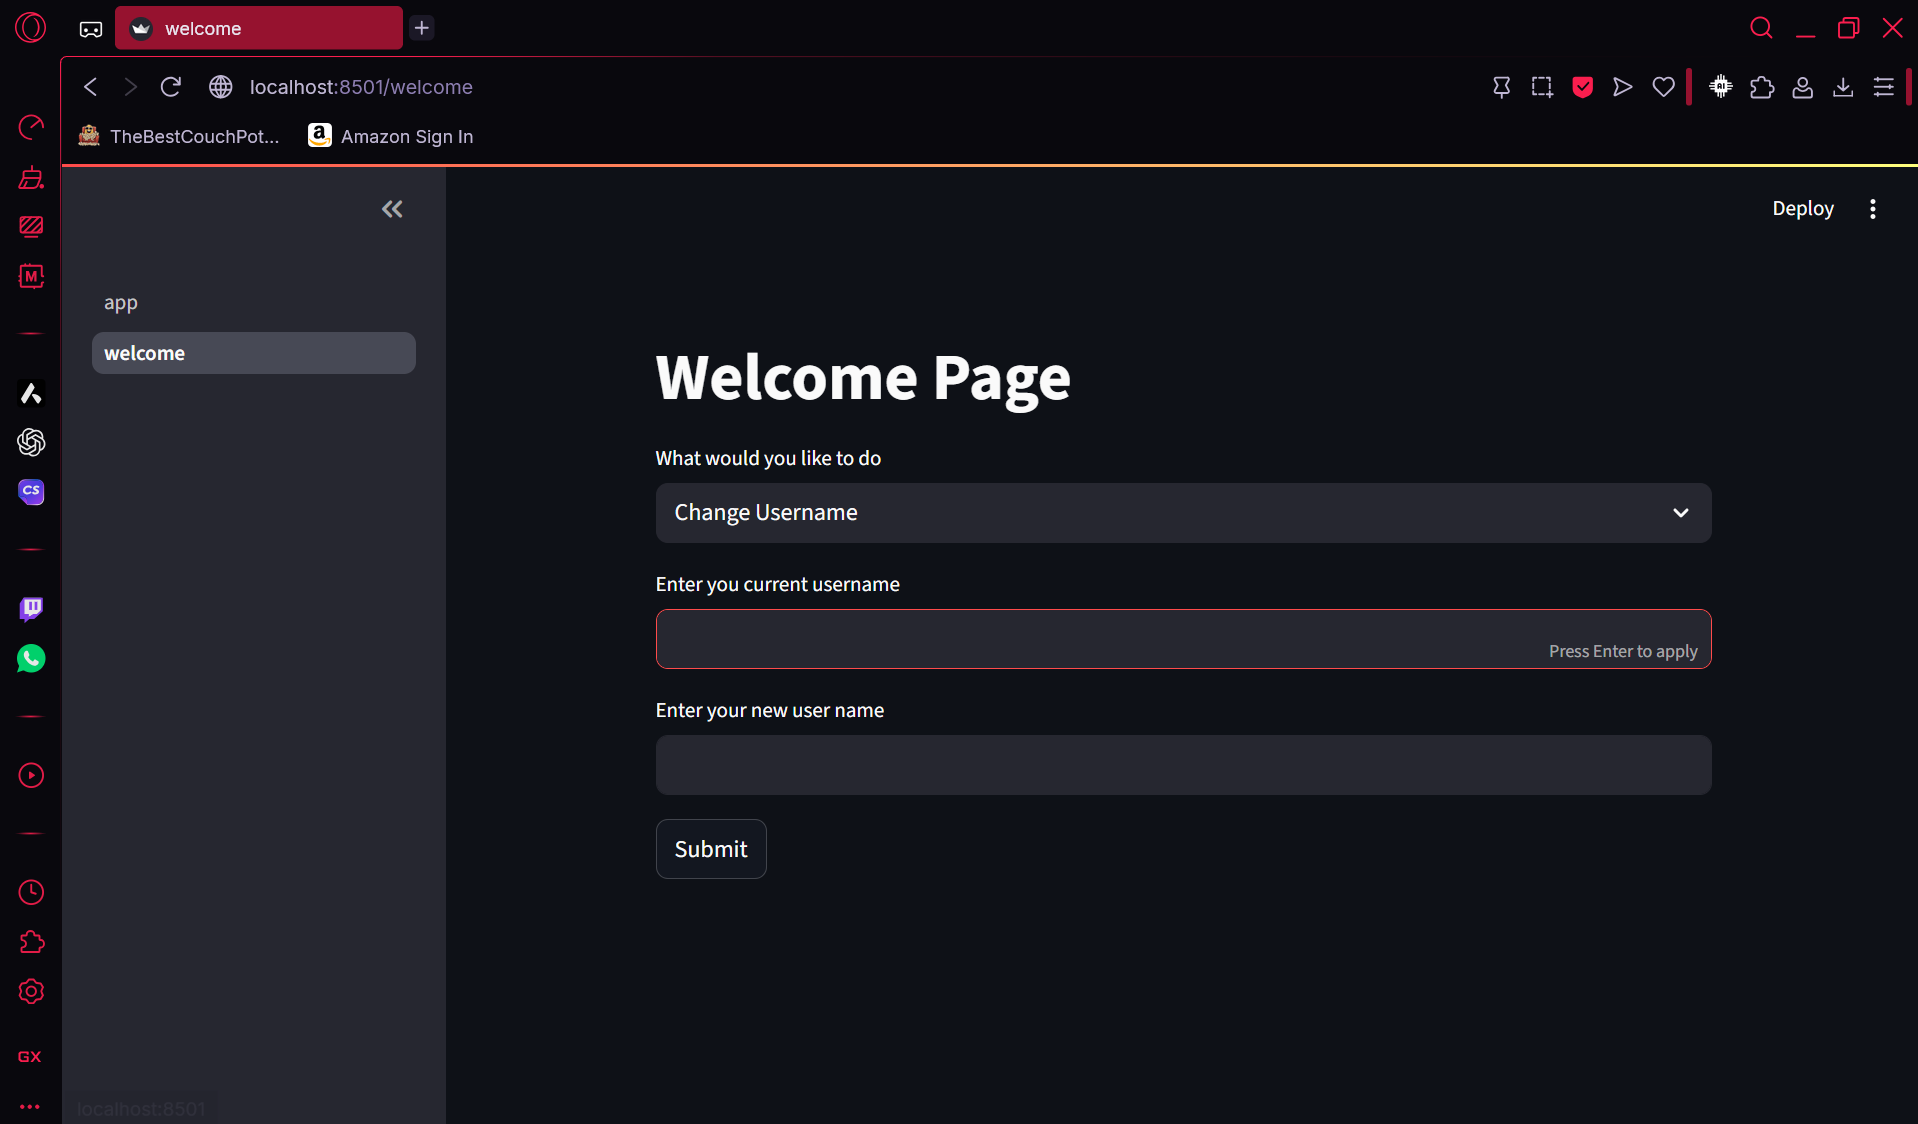 welcome
localhost:8501/welcome
TheBestCouchPot...
a
Amazon Sign In
M
CS
GX
app
welcome
localhost:8501
Deploy
Welcome Page
What would you like to do
Change Username
Enter you current username
Press Enter to apply
Enter your new user name
Submit